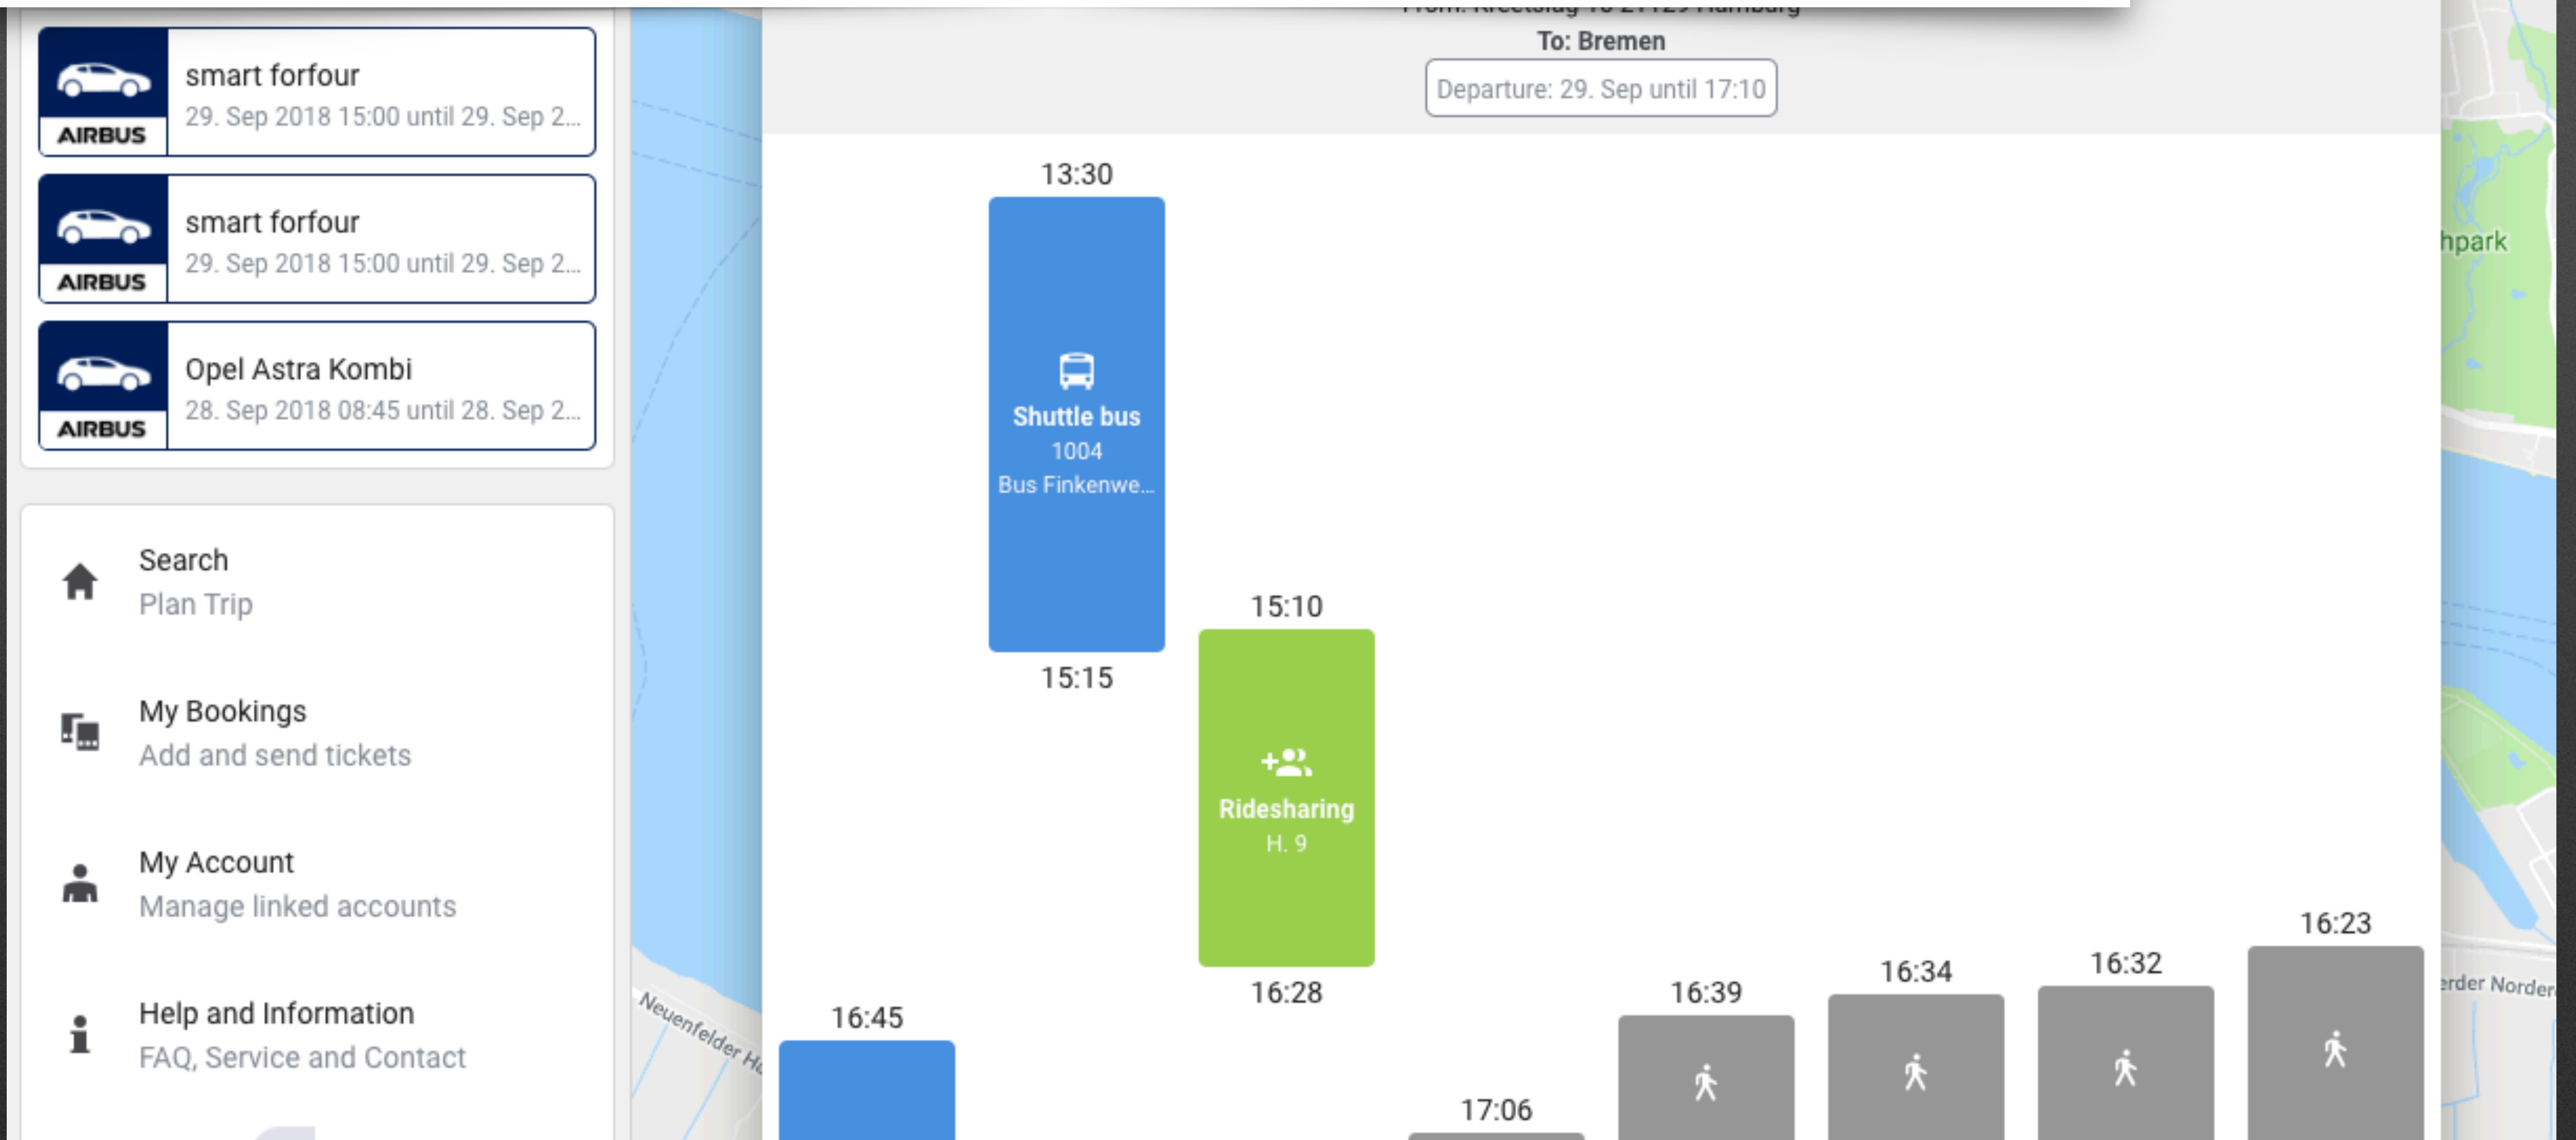 smart forfour
29. Sep 2018 15:00 until 29. Sep 2...
AIRBUS
smart forfour
29. Sep 2018 15:00 until 29. Sep 2...
AIRBUS
Opel Astra Kombi
28. Sep 2018 08:45 until 28. Sep 2...
AIRBUS
Search
Plan Trip
My Bookings
Add and send tickets
My Account
Manage linked accounts
Help and Information
FAQ, Service and Contact
To: Bremen
Departure: 29. Sep until 17:10
13:30
Shuttle bus
1004
Bus Finkenwe...
15:15
15:10
Ridesharing
H. 9
16:28
16:45
17:06
16:39
16:34
16:32
16:23
hpark
Neuenfelder
erder Norder